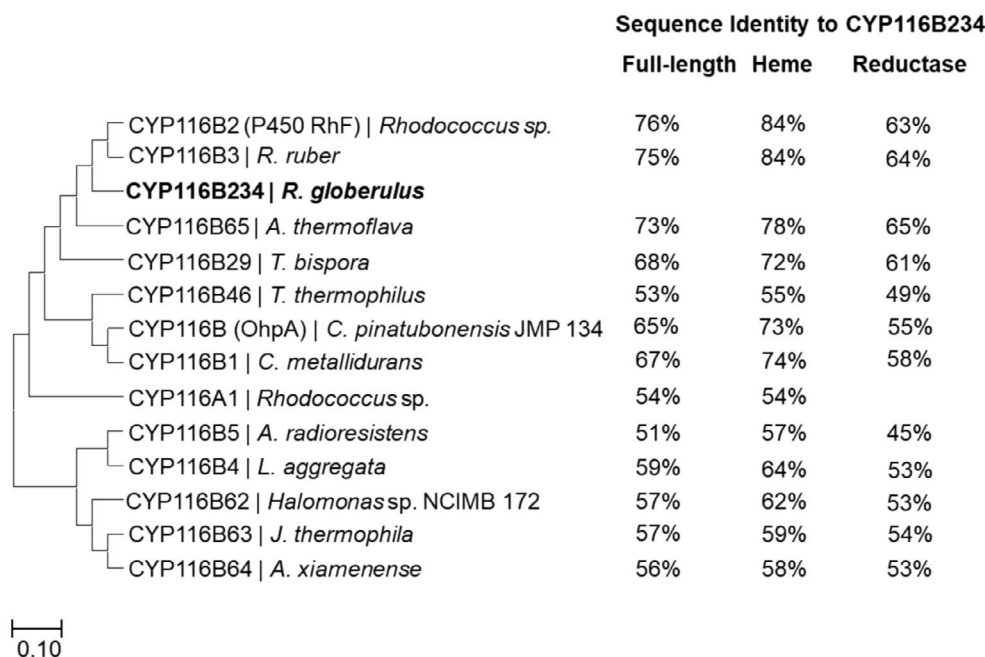 Sequence Identity to CYP116B234
Full-length Heme Reductase
CYP116B2 (P450 RhF) | Rhodococcus sp. 76% 84% 63%
CYP116B3 | R. ruber 75% 84% 64%
CYP116B234 | R. globerulus
CYP116B65 | A. thermoflava 73% 78% 65%
CYP116B29 | T. bispora 68% 72% 61%
CYP116B46 | T. thermophilus 53% 55% 49%
CYP116B (OhpA) | C. pinatubonensis JMP 134 65% 73% 55%
CYP116B1 | C. metallidurans 67% 74% 58%
CYP116A1 | Rhodococcus sp. 54% 54%
CYP116B5 | A. radioresistens 51% 57% 45%
CYP116B4 | L. aggregata 59% 64% 53%
CYP116B62 | Halomonas sp. NCIMB 172 57% 62% 53%
CYP116B63 | J. thermophila 57% 59% 54%
CYP116B64 | A. xiamenense 56% 58% 53%
0.10